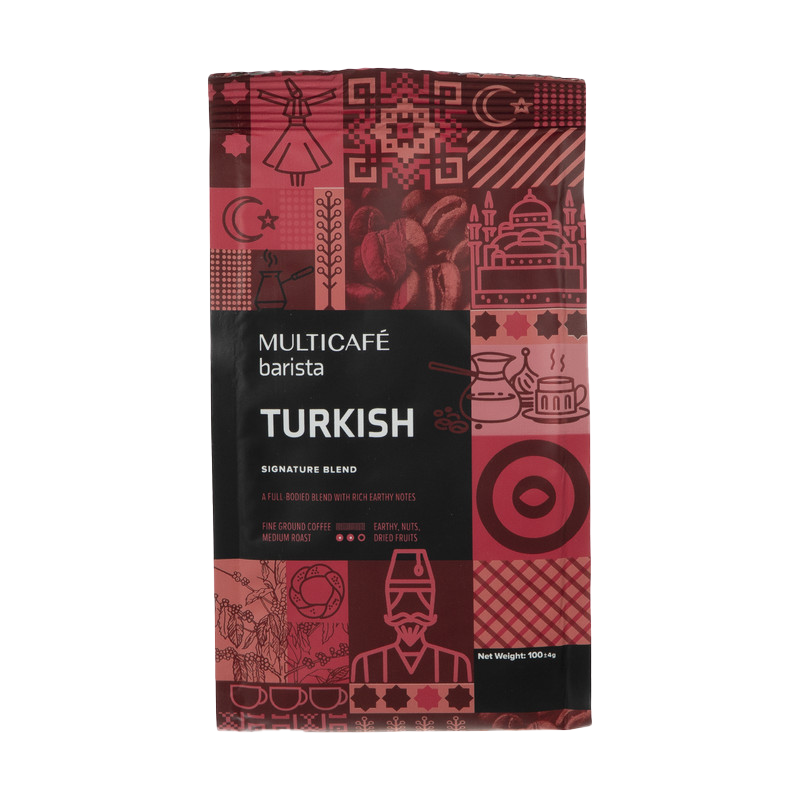 MULTICAFÉ
barista
TURKISH
SIGNATURE BLEND
A FULL-BODIED BLEND WITH RICH EARTHY NOTES
FINE GROUND COFFEE
MEDIUM ROAST
EARTHY, NUTS,
DRIED FRUITS
Net Weight: 100±4g